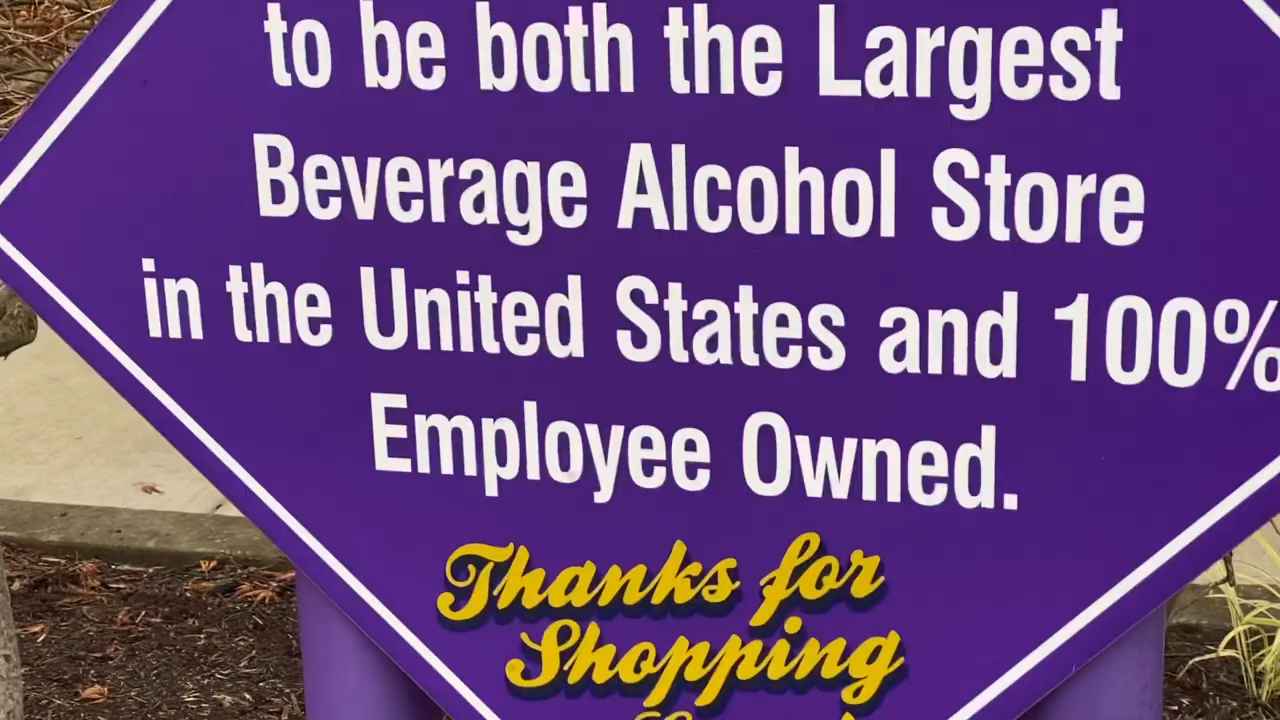 to be both the Largest
Beverage Alcohol Store
in the United States and 100%
Employee Owned.
Thanks for
Shopping